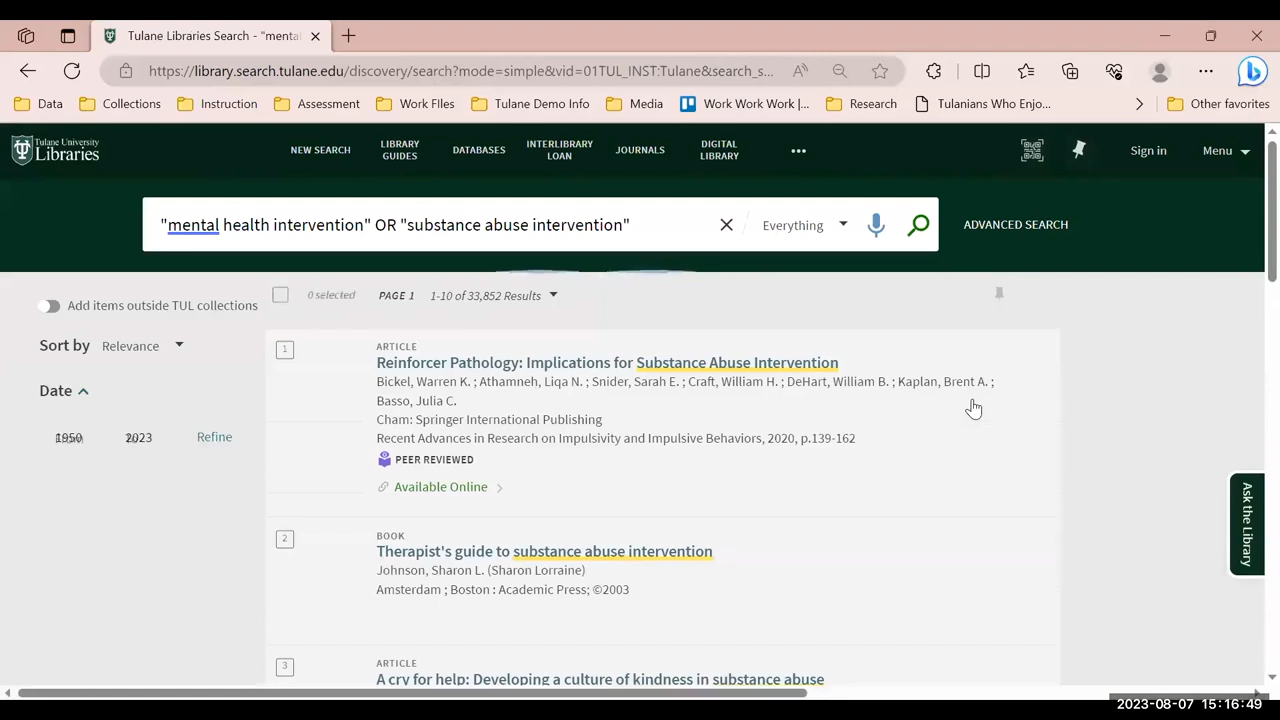 Tulane Libraries Search - "menta
https://library.search.tulane.edu/discovery/search?mode=simple&vid=01TUL_INST:Tulane&search_s...
Data
Collections
Instruction
Assessment
Work FIles
Tulane Demo Info
Media
Work Work Work |...
Research
Tulanians Who Enjo...
Other favorites
Tulane University
Libraries
NEW SEARCH
LIBRARY
GUIDES
DATABASES
INTERLIBRARY
LOAN
JOURNALS
DIGITAL
LIBRARY
Sign in
Menu
"mental health intervention" OR "substance abuse intervention"
Everything
ADVANCED SEARCH
Add items outside TUL collections
0 selected
PAGE 1
1-10 of 33,852 Results
Sort by Relevance
Date
1950
2023
Refine
1
ARTICLE
Reinforcer Pathology: Implications for Substance Abuse Intervention
Bickel, Warren K. ; Athamneh, Liqa N. ; Snider, Sarah E. ; Craft, William H. ; DeHart, William B. ; Kaplan, Brent A. ;
Basso, Julia C.
Cham: Springer International Publishing
Recent Advances in Research on Impulsivity and Impulsive Behaviors, 2020, p.139-162
PEER REVIEWED
Available Online
2
BOOK
Therapist's guide to substance abuse intervention
Johnson, Sharon L. (Sharon Lorraine)
Amsterdam ; Boston : Academic Press; ©2003
3
ARTICLE
A cry for help: Developing a culture of kindness in substance abuse
Ask the Library
2023-08-07 15:16:49